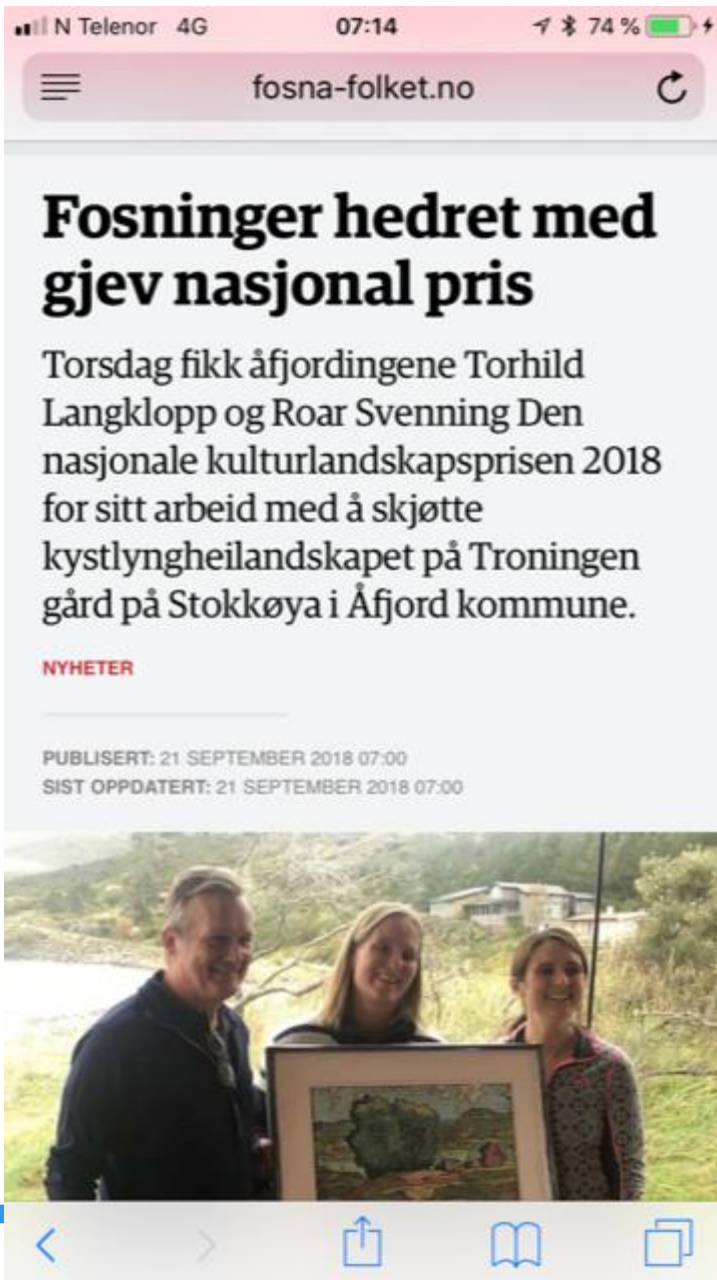 N Telenor 4G 07:14 74 %
fosna-folket.no
Fosninger hedret med
gjev nasjonal pris
Torsdag fikk åfjordingene Torhild
Langklopp og Roar Svenning Den
nasjonale kulturlandskapsprisen 2018
for sitt arbeid med å skjøtte
kystlyngheilandskapet på Troningen
gård på Stokkøya i Åfjord kommune.
NYHETER
PUBLISERT: 21 SEPTEMBER 2018 07:00
SIST OPPDATERT: 21 SEPTEMBER 2018 07:00